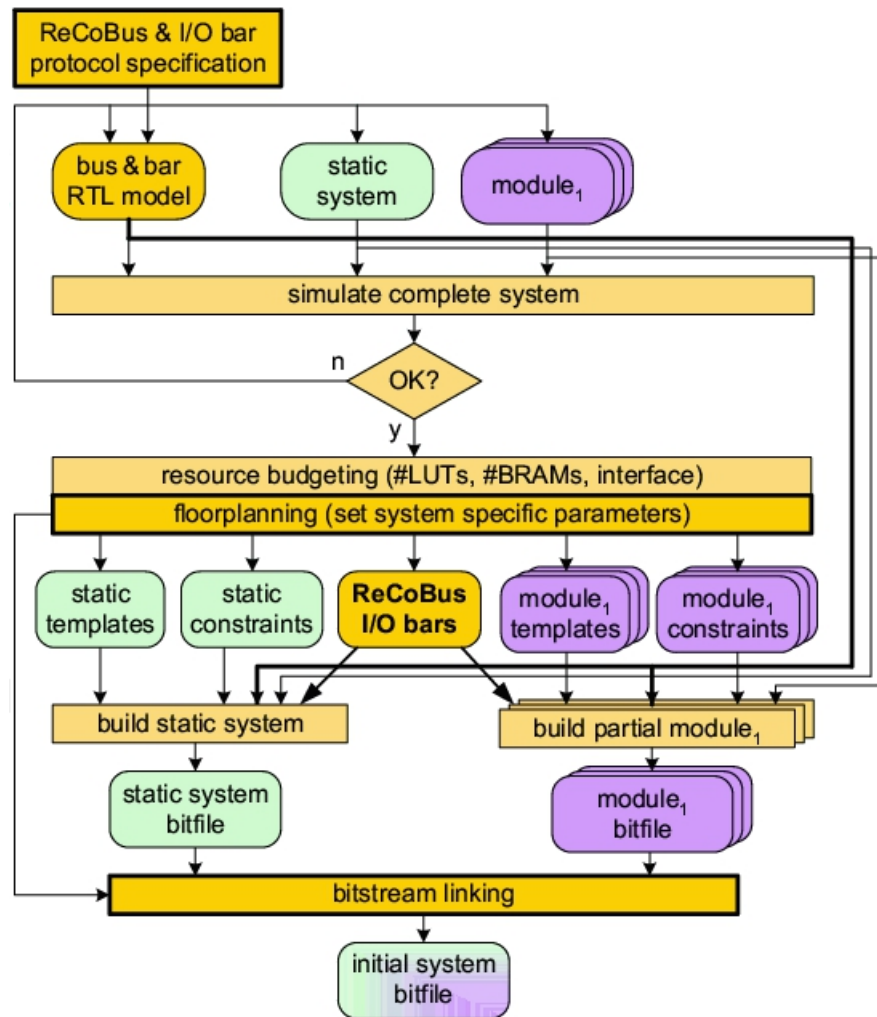 ReCoBus & I/O bar
protocol specification
bus & bar
RTL model
static
system
module₁
simulate complete system
n
OK?
y
resource budgeting (#LUTs, #BRAMs, interface)
floorplanning (set system specific parameters)
static
templates
static
constraints
ReCoBus
I/O bars
module₁
templates
module₁
constraints
build static system
build partial module₁
static system
bitfile
module₁
bitfile
bitstream linking
initial system
bitfile